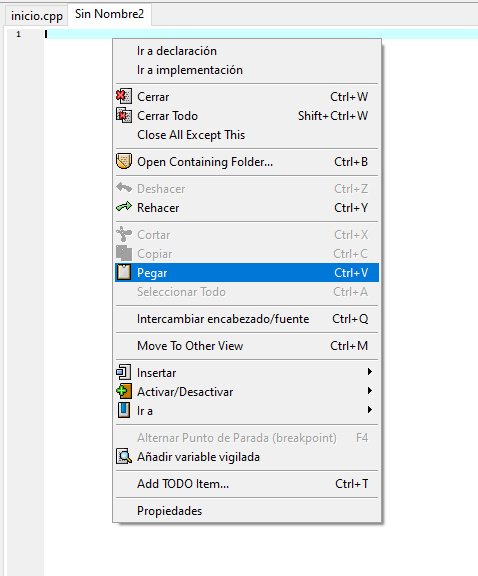 inicio.cpp Sin Nombre2
1
Ir a declaración
Ir a implementación
Cerrar Ctrl+W
Cerrar Todo Shift+Ctrl+W
Close All Except This
Open Containing Folder... Ctrl+B
Deshacer Ctrl+Z
Rehacer Ctrl+Y
Cortar Ctrl+X
Copiar Ctrl+C
Pegar Ctrl+V
Seleccionar Todo Ctrl+A
Intercambiar encabezado/fuente Ctrl+Q
Move To Other View Ctrl+M
Insertar
Activar/Desactivar
Ir a
Alternar Punto de Parada (breakpoint) F4
Añadir variable vigilada
Add TODO Item... Ctrl+T
Propiedades